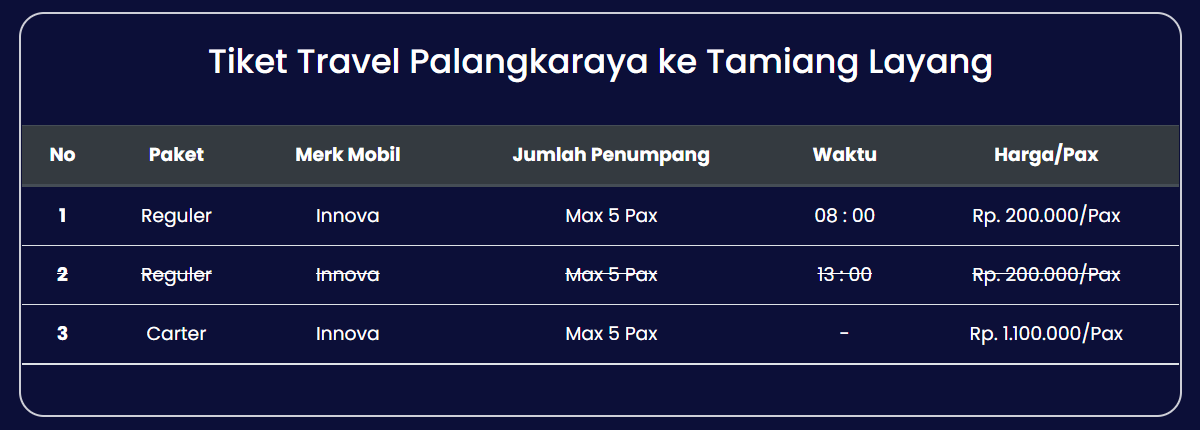 Tiket Travel Palangkaraya ke Tamiang Layang
No Paket Merk Mobil Jumlah Penumpang Waktu Harga/Pax
1 Reguler Innova Max 5 Pax 08 : 00 Rp. 200.000/Pax
2 Reguler Innova Max 5 Pax 13 : 00 Rp. 200.000/Pax
3 Carter Innova Max 5 Pax - Rp. 1.100.000/Pax